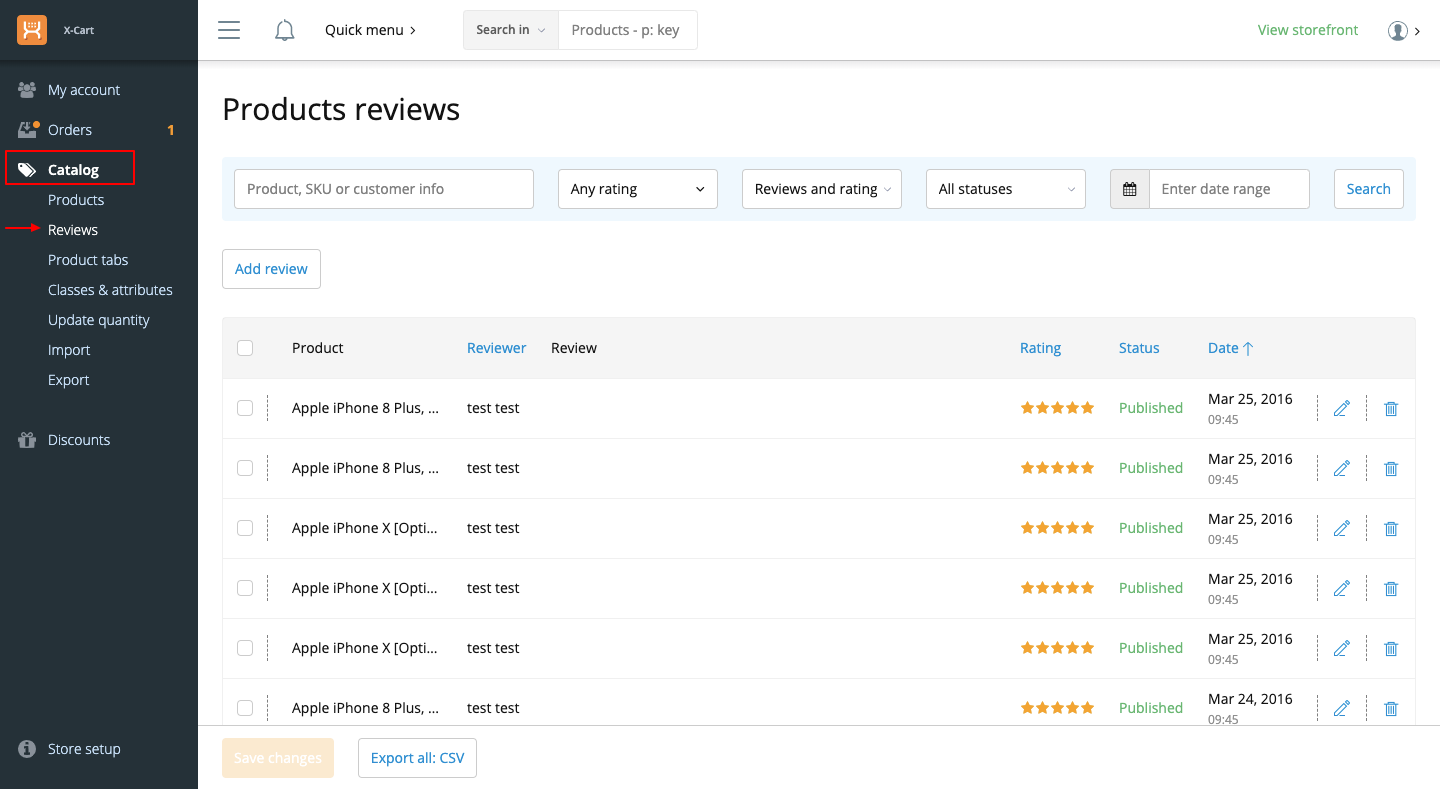 X-Cart
Quick menu
Search in
Products - p: key
View storefront
My account
Orders 1
Catalog
Products
Reviews
Product tabs
Classes & attributes
Update quantity
Import
Export
Discounts
Store setup
Products reviews
Product, SKU or customer info
Any rating
Reviews and rating
All statuses
Enter date range
Search
Add review
Product Reviewer Review Rating Status Date
Apple iPhone 8 Plus, ... test test Published Mar 25, 2016
09:45
Apple iPhone 8 Plus, ... test test Published Mar 25, 2016
09:45
Apple iPhone X [Opti... test test Published Mar 25, 2016
09:45
Apple iPhone X [Opti... test test Published Mar 25, 2016
09:45
Apple iPhone X [Opti... test test Published Mar 25, 2016
09:45
Apple iPhone 8 Plus, ... test test Published Mar 24, 2016
09:45
Save changes
Export all: CSV